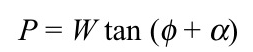 P = W tan (ϕ + α)